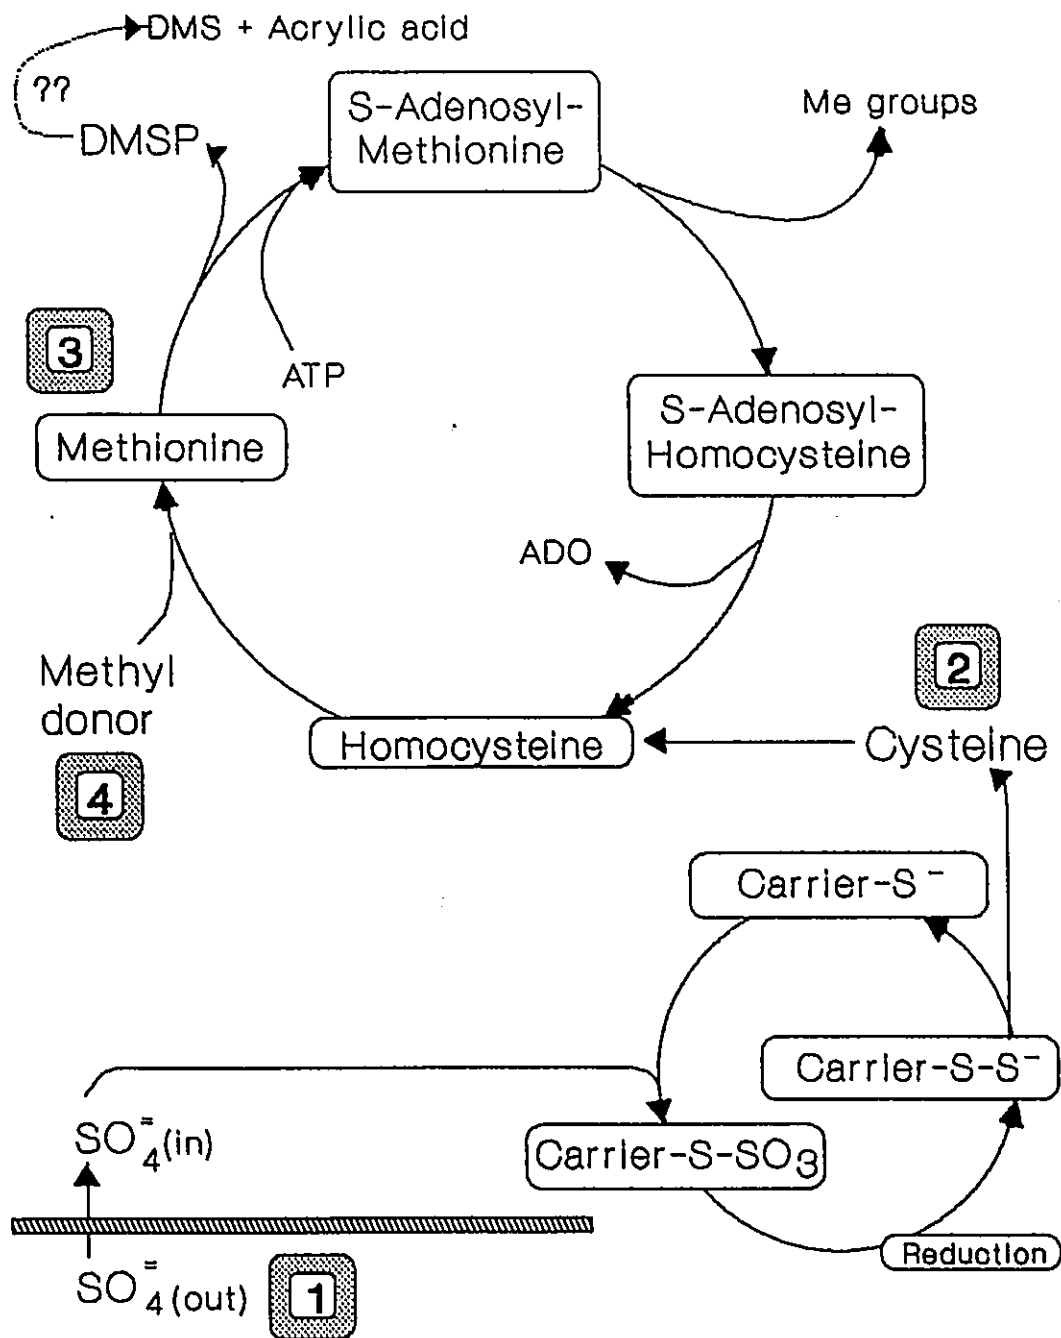 DMS + Acrylic acid
??
DMSP
S-Adenosyl-
Methionine
Me groups
3
ATP
Methionine
S-Adenosyl-
Homocysteine
ADO
Methyl
donor
4
2
Homocysteine
Cysteine
Carrier-S⁻
Carrier-S-S⁻
SO₄⁼(in)
Carrier-S-SO₃
Reduction
SO₄⁼(out)
1